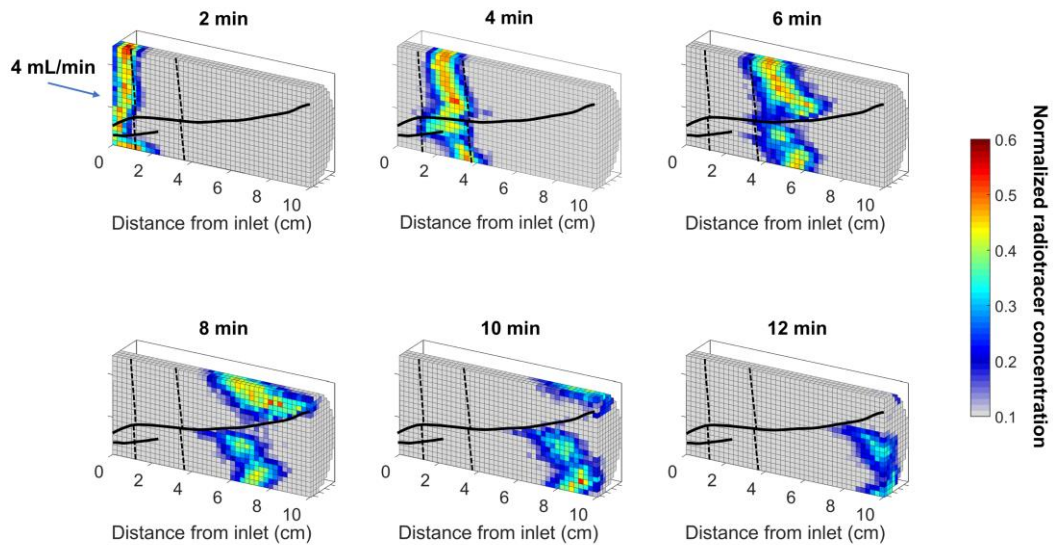 2 min
4 min
6 min
4 mL/min
0 2 4 6 8 10
Distance from inlet (cm)
0 2 4 6 8 10
Distance from inlet (cm)
0 2 4 6 8 10
Distance from inlet (cm)
8 min
10 min
12 min
0 2 4 6 8 10
Distance from inlet (cm)
0 2 4 6 8 10
Distance from inlet (cm)
0 2 4 6 8 10
Distance from inlet (cm)
0.6
0.5
0.4
0.3
0.2
0.1
Normalized radiotracer concentration